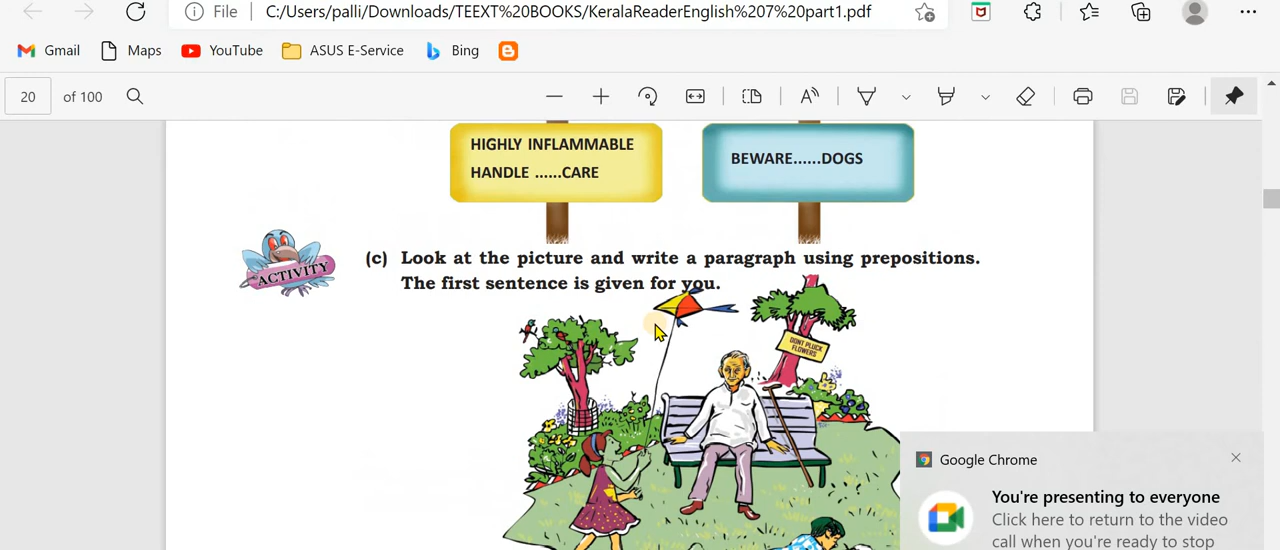 File C:/Users/palli/Downloads/TEEXT%20BOOKS/KeralaReaderEnglish%207%20part1.pdf
Gmail Maps YouTube ASUS E-Service Bing
20 of 100
HIGHLY INFLAMMABLE
HANDLE ......CARE
BEWARE......DOGS
ACTIVITY
(c) Look at the picture and write a paragraph using prepositions.
The first sentence is given for you.
DONT PLUCK
FLOWERS
Google Chrome
You're presenting to everyone
Click here to return to the video
call when you're ready to stop